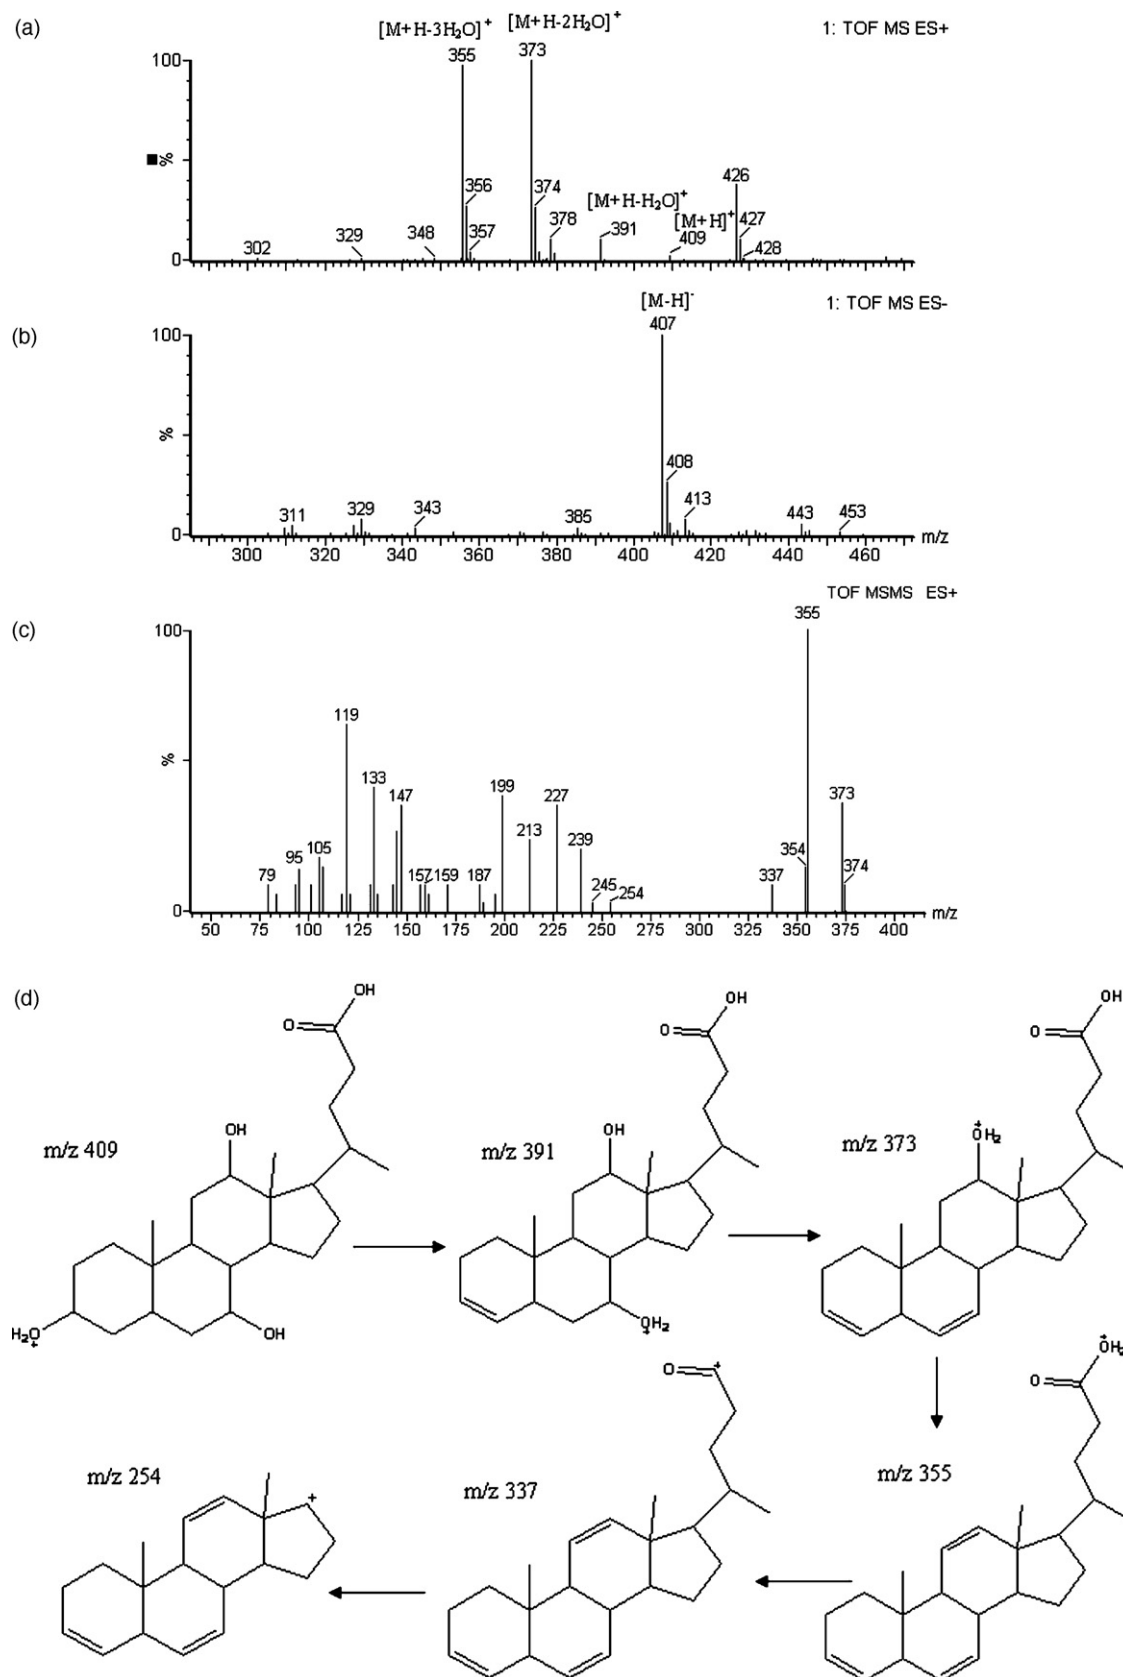 (a)
[M+H-3H₂O]⁺ [M+H-2H₂O]⁺ 1: TOF MS ES+
355 373
100
426
% 356 374 [M+H-H₂O]⁺
378 [M+H]⁺ 427
302 329 348 357 391 409 428
0
[M-H]⁻
(b) 407 1: TOF MS ES-
100
%
408
413
311 329 343 385 443 453
0 m/z
300 320 340 360 380 400 420 440 460
TOF MSMS ES+
(c) 355
100
119
%
133 147 199 227 373
213
105 239 354
95 374
79 157 159 187 245 254 337
0 m/z
50 75 100 125 150 175 200 225 250 275 300 325 350 375 400
(d)
OH OH OH
O O O
m/z 409 OH m/z 391 OH m/z 373 ⁺OH₂
H₂O⁺ OH OH₂⁺
O C⁺ O ⁺OH₂
m/z 254 m/z 337 m/z 355
+